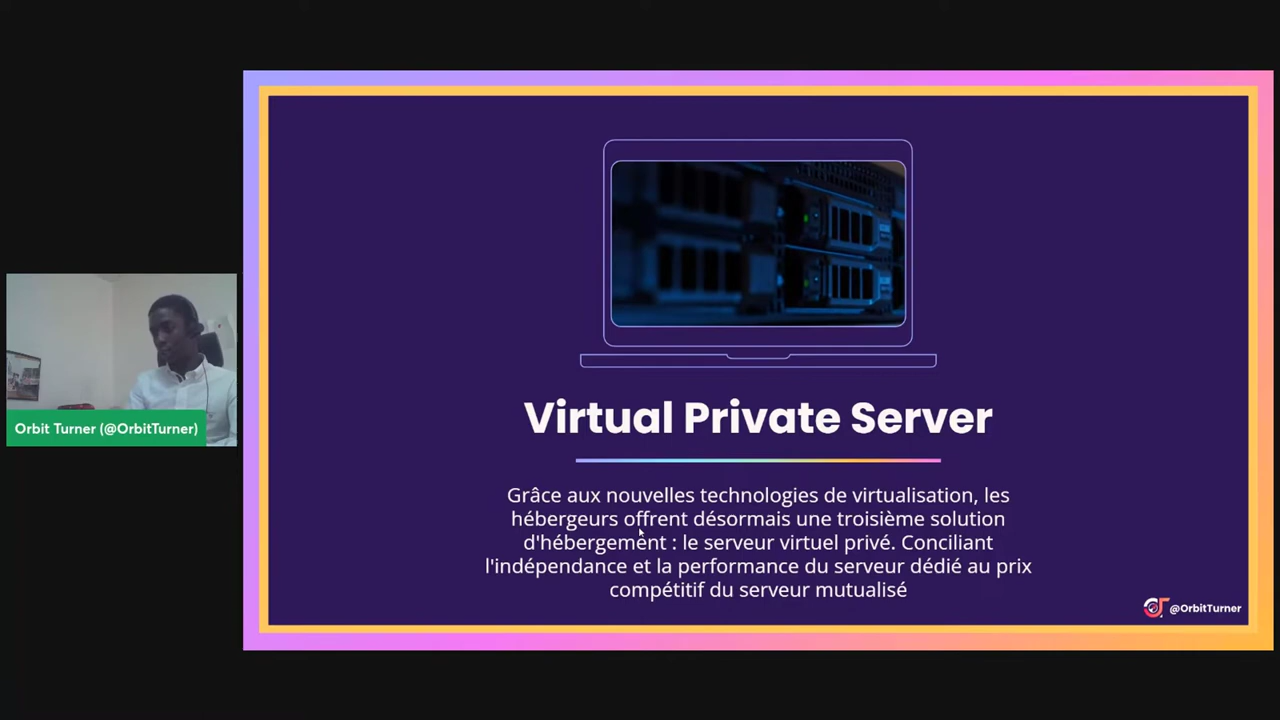 Orbit Turner (@OrbitTurner)
Virtual Private Server
Grâce aux nouvelles technologies de virtualisation, les
hébergeurs offrent désormais une troisième solution
d'hébergement : le serveur virtuel privé. Conciliant
l'indépendance et la performance du serveur dédié au prix
compétitif du serveur mutualisé
@OrbitTurner